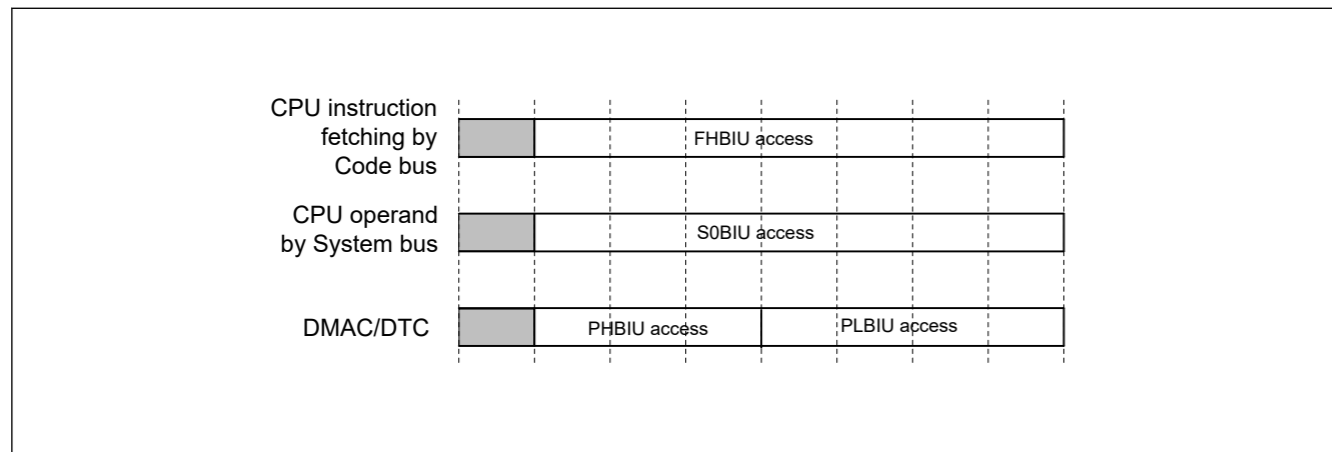 CPU instruction
fetching by
Code bus
FHBIU access
CPU operand
by System bus
S0BIU access
DMAC/DTC
PHBIU access
PLBIU access